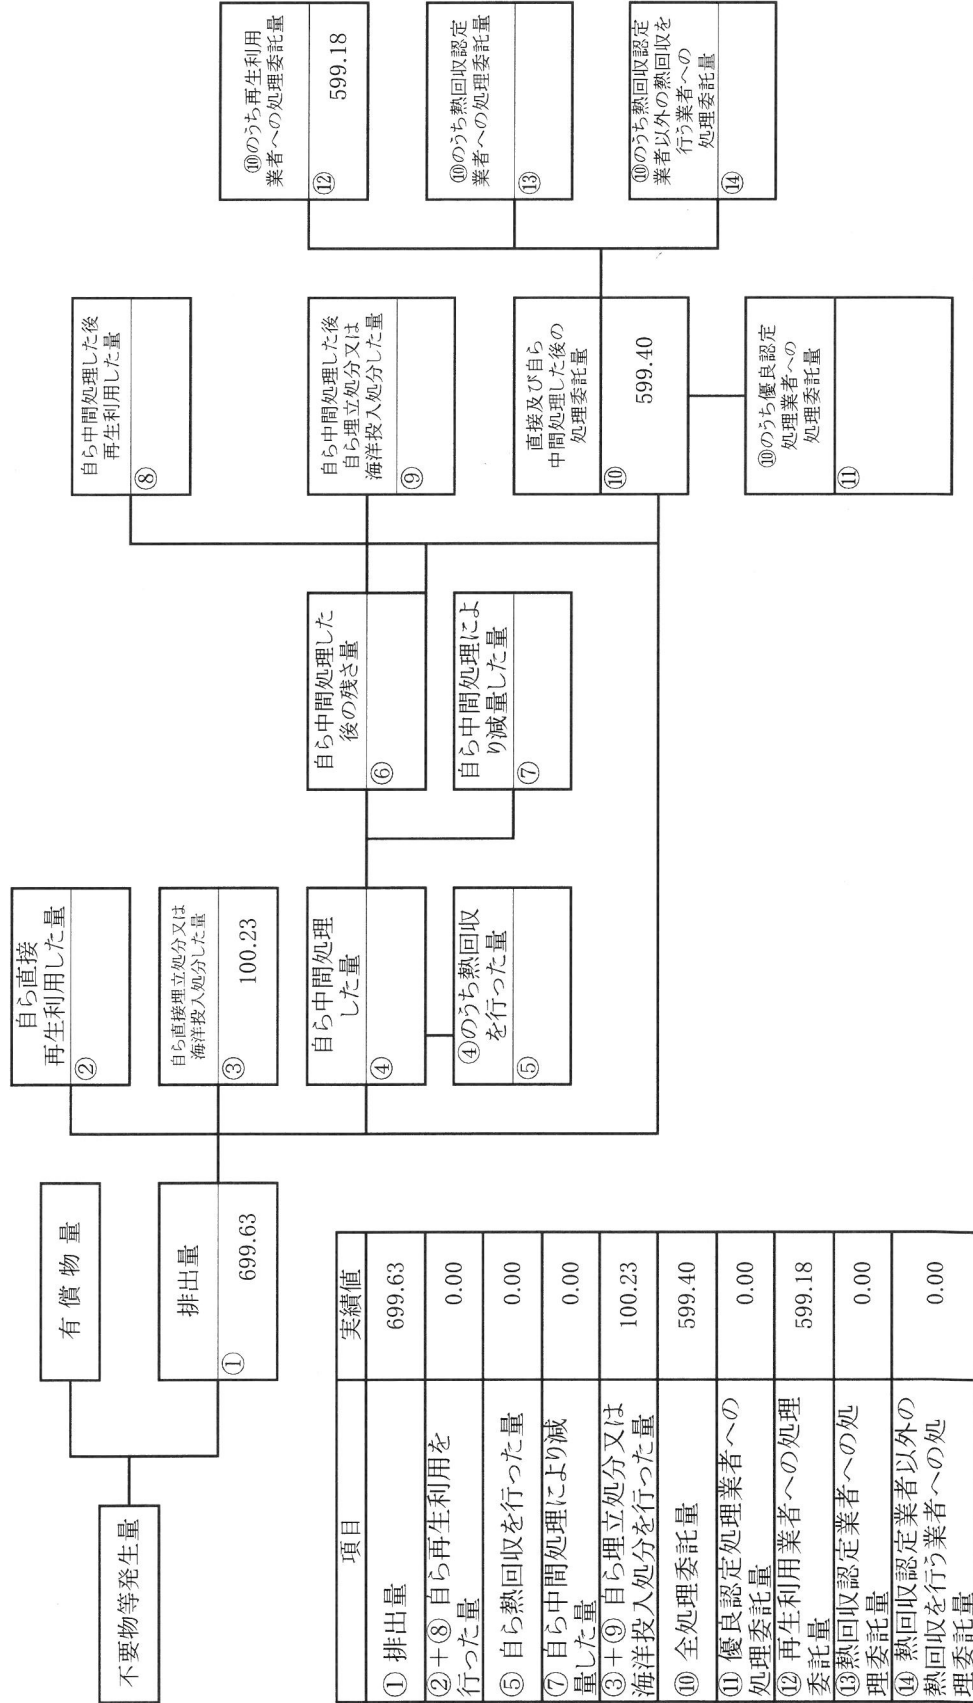 不要物等発生量
有償物量
排出量
① 699.63
自ら直接
再生利用した量
②
自ら直接埋立処分又は
海洋投入処分した量
③ 100.23
自ら中間処理
した量
④
④のうち熱回収
を行った量
⑤
自ら中間処理した
後の残さ量
⑥
自ら中間処理によ
り減量した量
⑦
自ら中間処理した後
再生利用した量
⑧
自ら中間処理した後
自ら埋立処分又は
海洋投入処分した量
⑨
直接及び自ら
中間処理した後の
処理委託量
⑩ 599.40
⑩のうち優良認定
処理業者への
処理委託量
⑪
⑩のうち再生利用
業者への処理委託量
⑫ 599.18
⑩のうち熱回収認定
業者への処理委託量
⑬
⑩のうち熱回収認定
業者以外の熱回収を
行う業者への
処理委託量
⑭
項目 実績値
① 排出量 699.63
②+⑧ 自ら再生利用を
行った量 0.00
⑤ 自ら熱回収を行った量 0.00
⑦ 自ら中間処理により減
量した量 0.00
③+⑨ 自ら埋立処分又は
海洋投入処分を行った量 100.23
⑩ 全処理委託量 599.40
⑪ 優良認定処理業者への
処理委託量 0.00
⑫ 再生利用業者への処理
委託量 599.18
⑬熱回収認定業者への処
理委託量 0.00
⑭ 熱回収認定業者以外の
熱回収を行う業者への処
理委託量 0.00